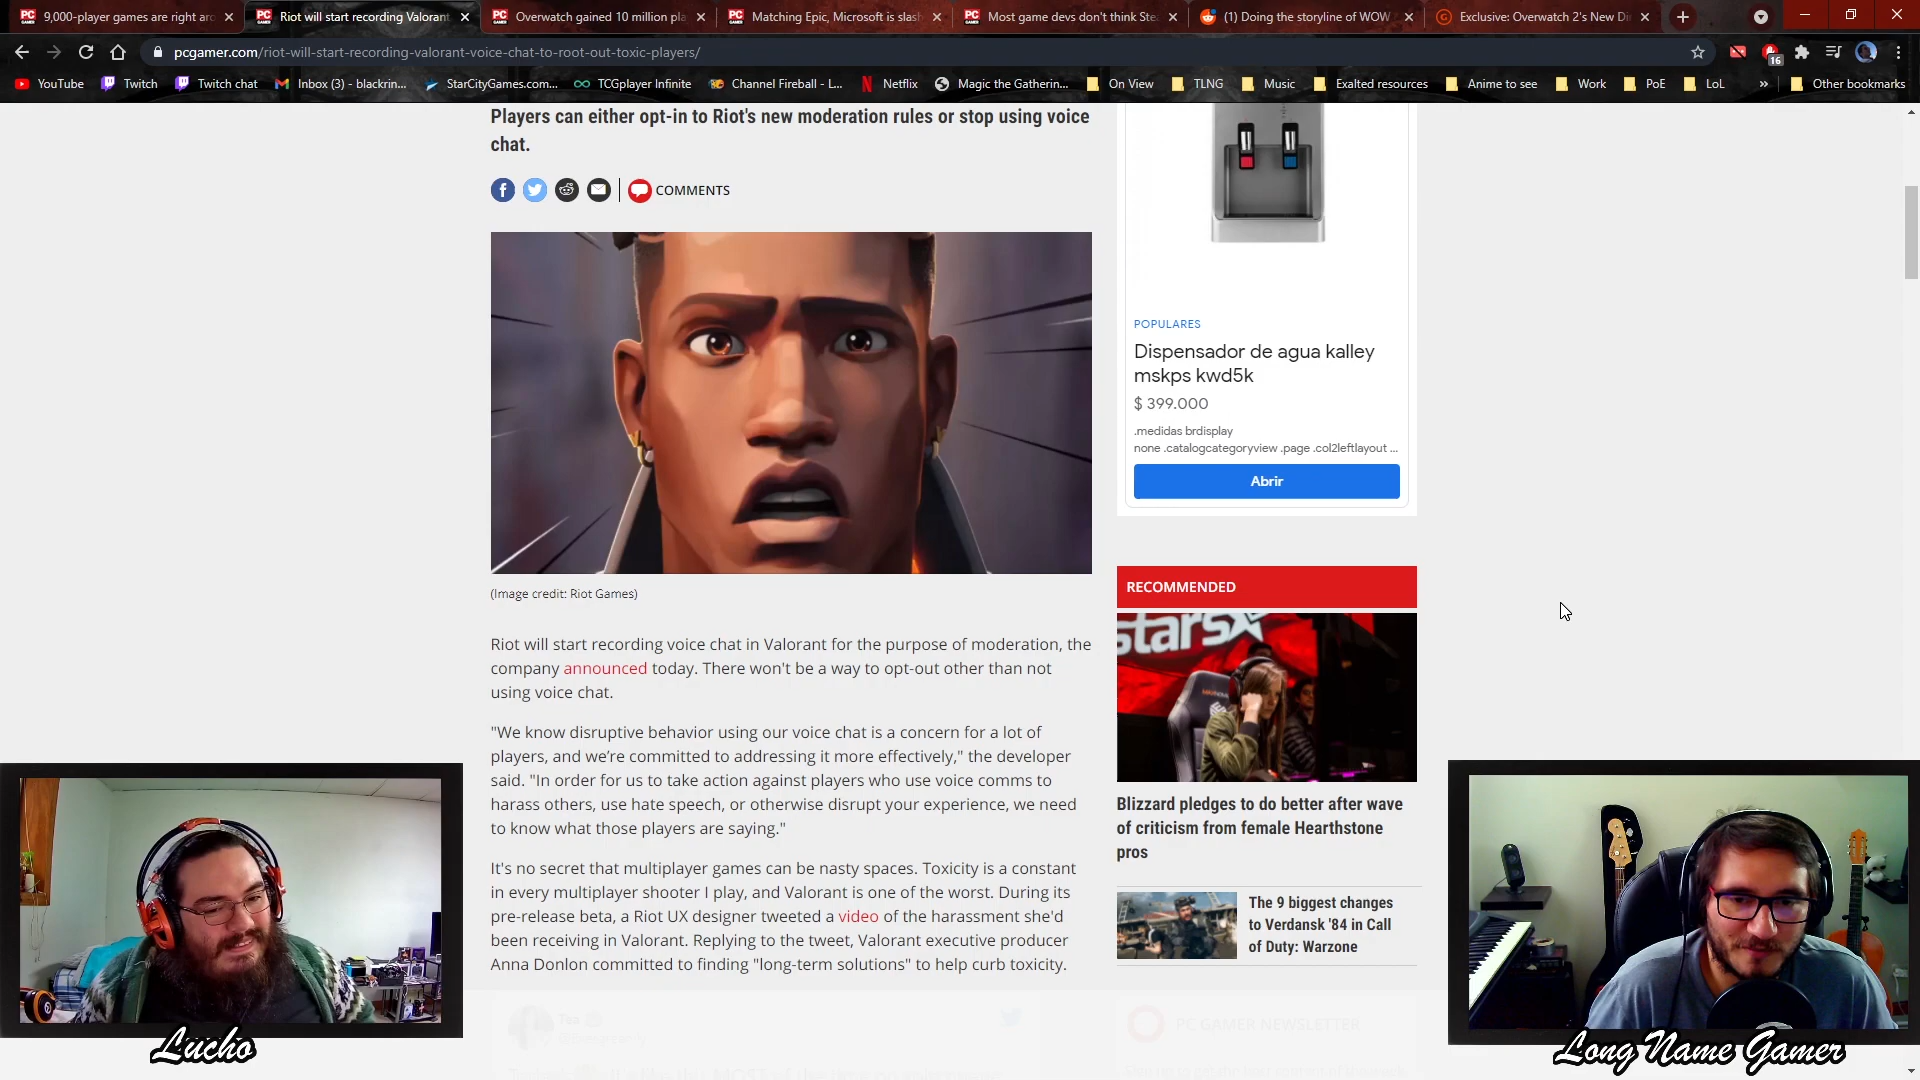 9,000-player games are right aro
Riot will start recording Valorant
Overwatch gained 10 million pla
Matching Epic, Microsoft is slash
Most game devs don't think Ste
(1) Doing the storyline of WOW
Exclusive: Overwatch 2's New Di
pcgamer.com/riot-will-start-recording-valorant-voice-chat-to-root-out-toxic-players/
16
YouTube
Twitch
Twitch chat
Inbox (3) - blackrin...
StarCityGames.com...
TCGplayer Infinite
Channel Fireball - L...
Netflix
Magic the Gatherin...
On View
TLNG
Music
Exalted resources
Anime to see
Work
PoE
LoL
»
Other bookmarks
Players can either opt-in to Riot's new moderation rules or stop using voice
chat.
COMMENTS
(Image credit: Riot Games)
Riot will start recording voice chat in Valorant for the purpose of moderation, the
company announced today. There won't be a way to opt-out other than not
using voice chat.
"We know disruptive behavior using our voice chat is a concern for a lot of
players, and we're committed to addressing it more effectively," the developer
said. "In order for us to take action against players who use voice comms to
harass others, use hate speech, or otherwise disrupt your experience, we need
to know what those players are saying."
It's no secret that multiplayer games can be nasty spaces. Toxicity is a constant
in every multiplayer shooter I play, and Valorant is one of the worst. During its
pre-release beta, a Riot UX designer tweeted a video of the harassment she'd
been receiving in Valorant. Replying to the tweet, Valorant executive producer
Anna Donlon committed to finding "long-term solutions" to help curb toxicity.
POPULARES
Dispensador de agua kalley
mskps kwd5k
$ 399.000
.medidas brdisplay
none .catalogcategoryview .page .col2leftlayout ...
Abrir
RECOMMENDED
stars
Blizzard pledges to do better after wave
of criticism from female Hearthstone
pros
The 9 biggest changes
to Verdansk '84 in Call
of Duty: Warzone
PC GAMER NEWSLETTER
Lucho
Long Name Gamer